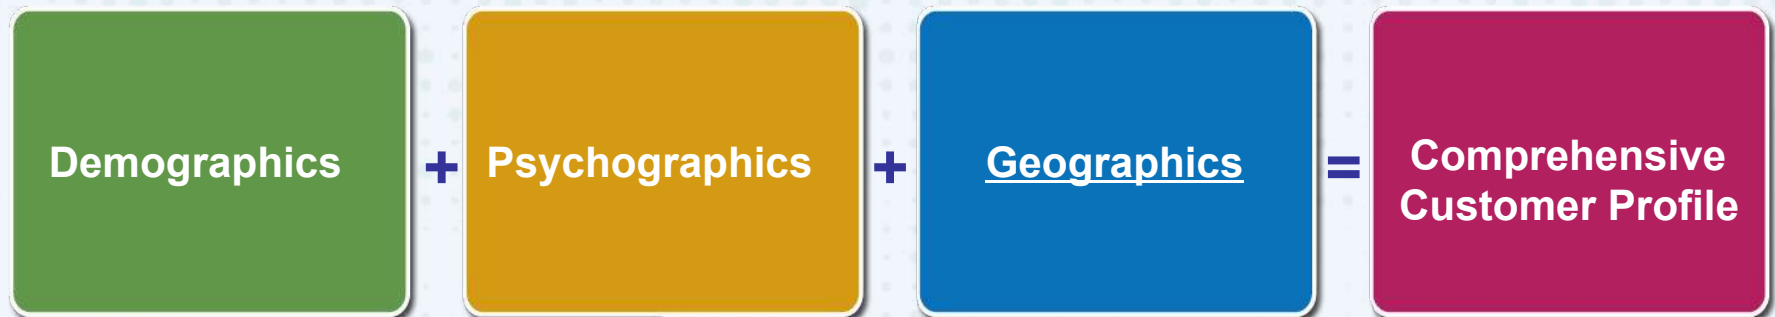 Demographics + Psychographics + Geographics = Comprehensive
Customer Profile